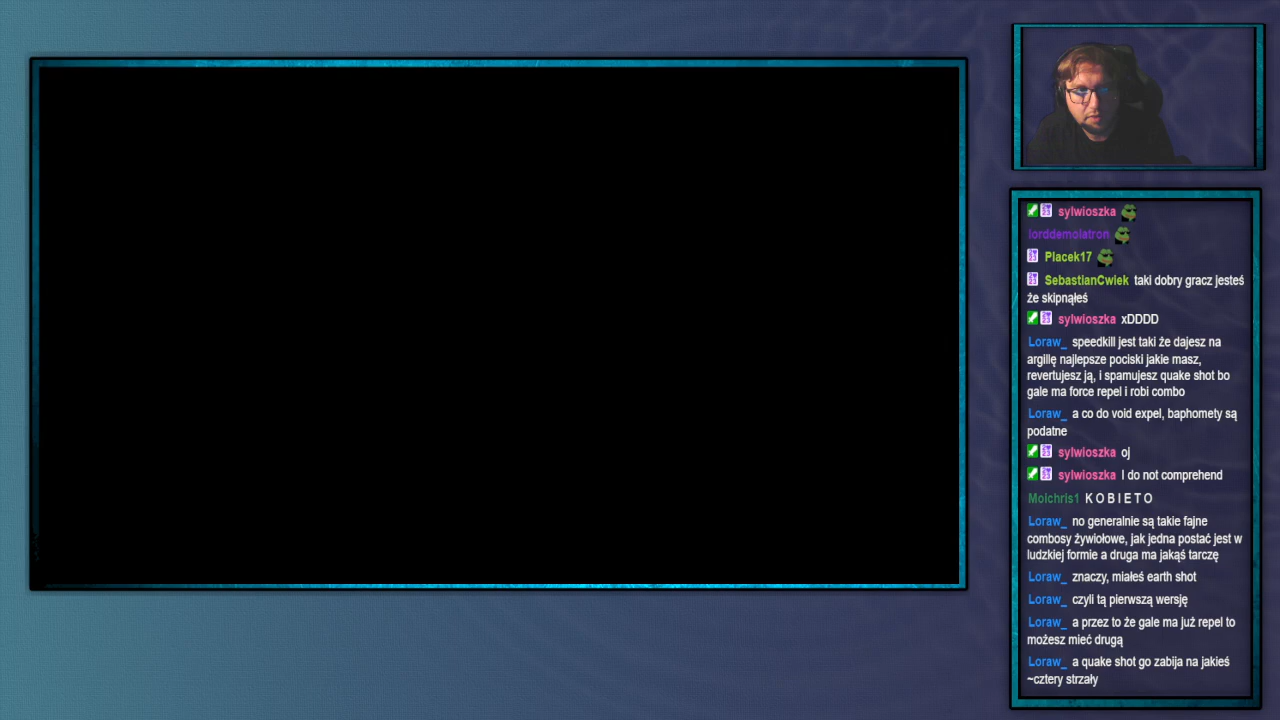 sylwioszka
lorddemolatron
Placek17
SebastianCwiek taki dobry gracz jesteś
że skipnąłeś
sylwioszka xDDDD
Loraw_ speedkill jest taki że dajesz na
argillę najlepsze pociski jakie masz,
revertujesz ją, i spamujesz quake shot bo
gale ma force repel i robi combo
Loraw_ a co do void expel, baphomety są
podatne
sylwioszka oj
sylwioszka I do not comprehend
Molchris1 K O B I E T O
Loraw_ no generalnie są takie fajne
combosy żywiołowe, jak jedna postać jest w
ludzkiej formie a druga ma jakąś tarczę
Loraw_ znaczy, miałeś earth shot
Loraw_ czyli tą pierwszą wersję
Loraw_ a przez to że gale ma już repel to
możesz mieć drugą
Loraw_ a quake shot go zabija na jakieś
~cztery strzały